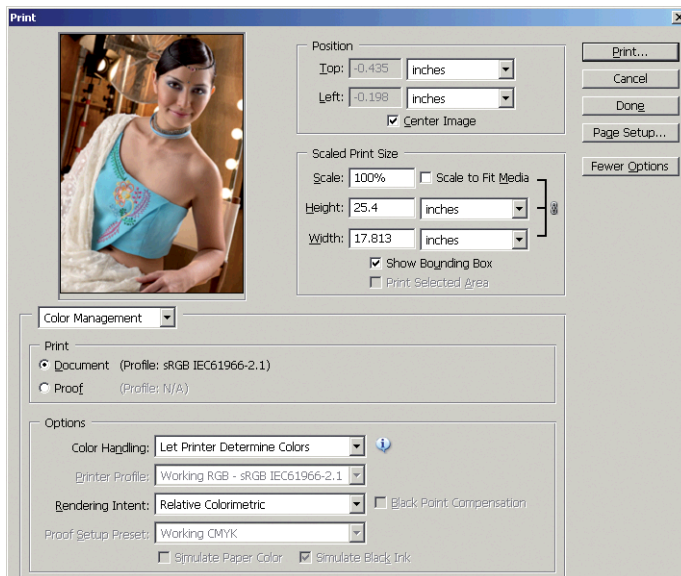 Print
Position
Top: -0.435 inches
Left: -0.198 inches
Center Image
Print...
Cancel
Done
Page Setup...
Fewer Options
Scaled Print Size
Scale: 100% Scale to Fit Media
Height: 25.4 inches
Width: 17.813 inches
Show Bounding Box
Print Selected Area
Color Management
Print
Document (Profile: sRGB IEC61966-2.1)
Proof (Profile: N/A)
Options
Color Handling: Let Printer Determine Colors
Printer Profile: Working RGB - sRGB IEC61966-2.1
Rendering Intent: Relative Colorimetric Black Point Compensation
Proof Setup Preset: Working CMYK
Simulate Paper Color Simulate Black Ink